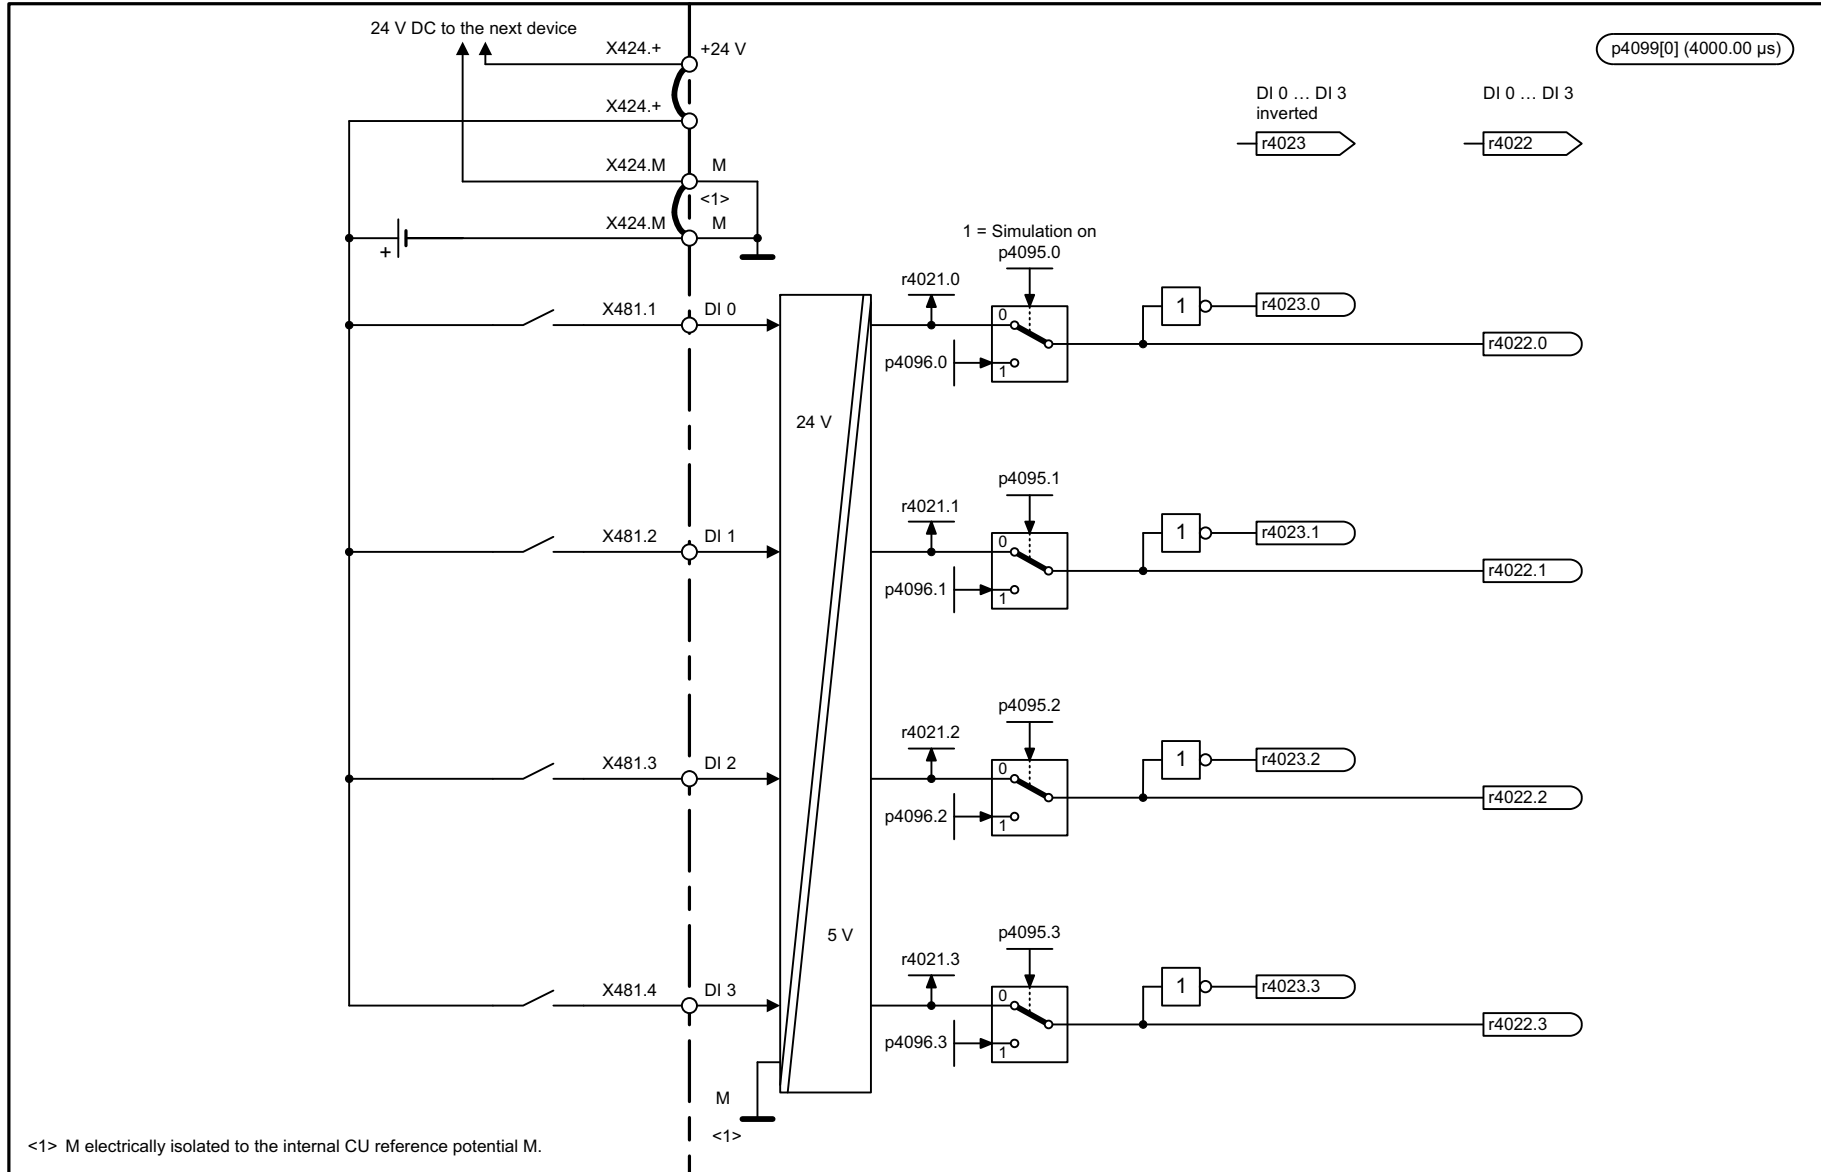 24 V DC to the next device
X424.+
+24 V
p4099[0] (4000.00 µs)
X424.+
DI 0 … DI 3
inverted
r4023
DI 0 … DI 3
r4022
X424.M
M
<1>
X424.M
M
+
1 = Simulation on
p4095.0
r4021.0
X481.1
DI 0
0
p4096.0
1
1
r4023.0
r4022.0
24 V
p4095.1
r4021.1
X481.2
DI 1
0
p4096.1
1
1
r4023.1
r4022.1
p4095.2
r4021.2
X481.3
DI 2
0
p4096.2
1
1
r4023.2
r4022.2
5 V
p4095.3
r4021.3
X481.4
DI 3
0
p4096.3
1
1
r4023.3
r4022.3
M
<1>
<1> M electrically isolated to the internal CU reference potential M.